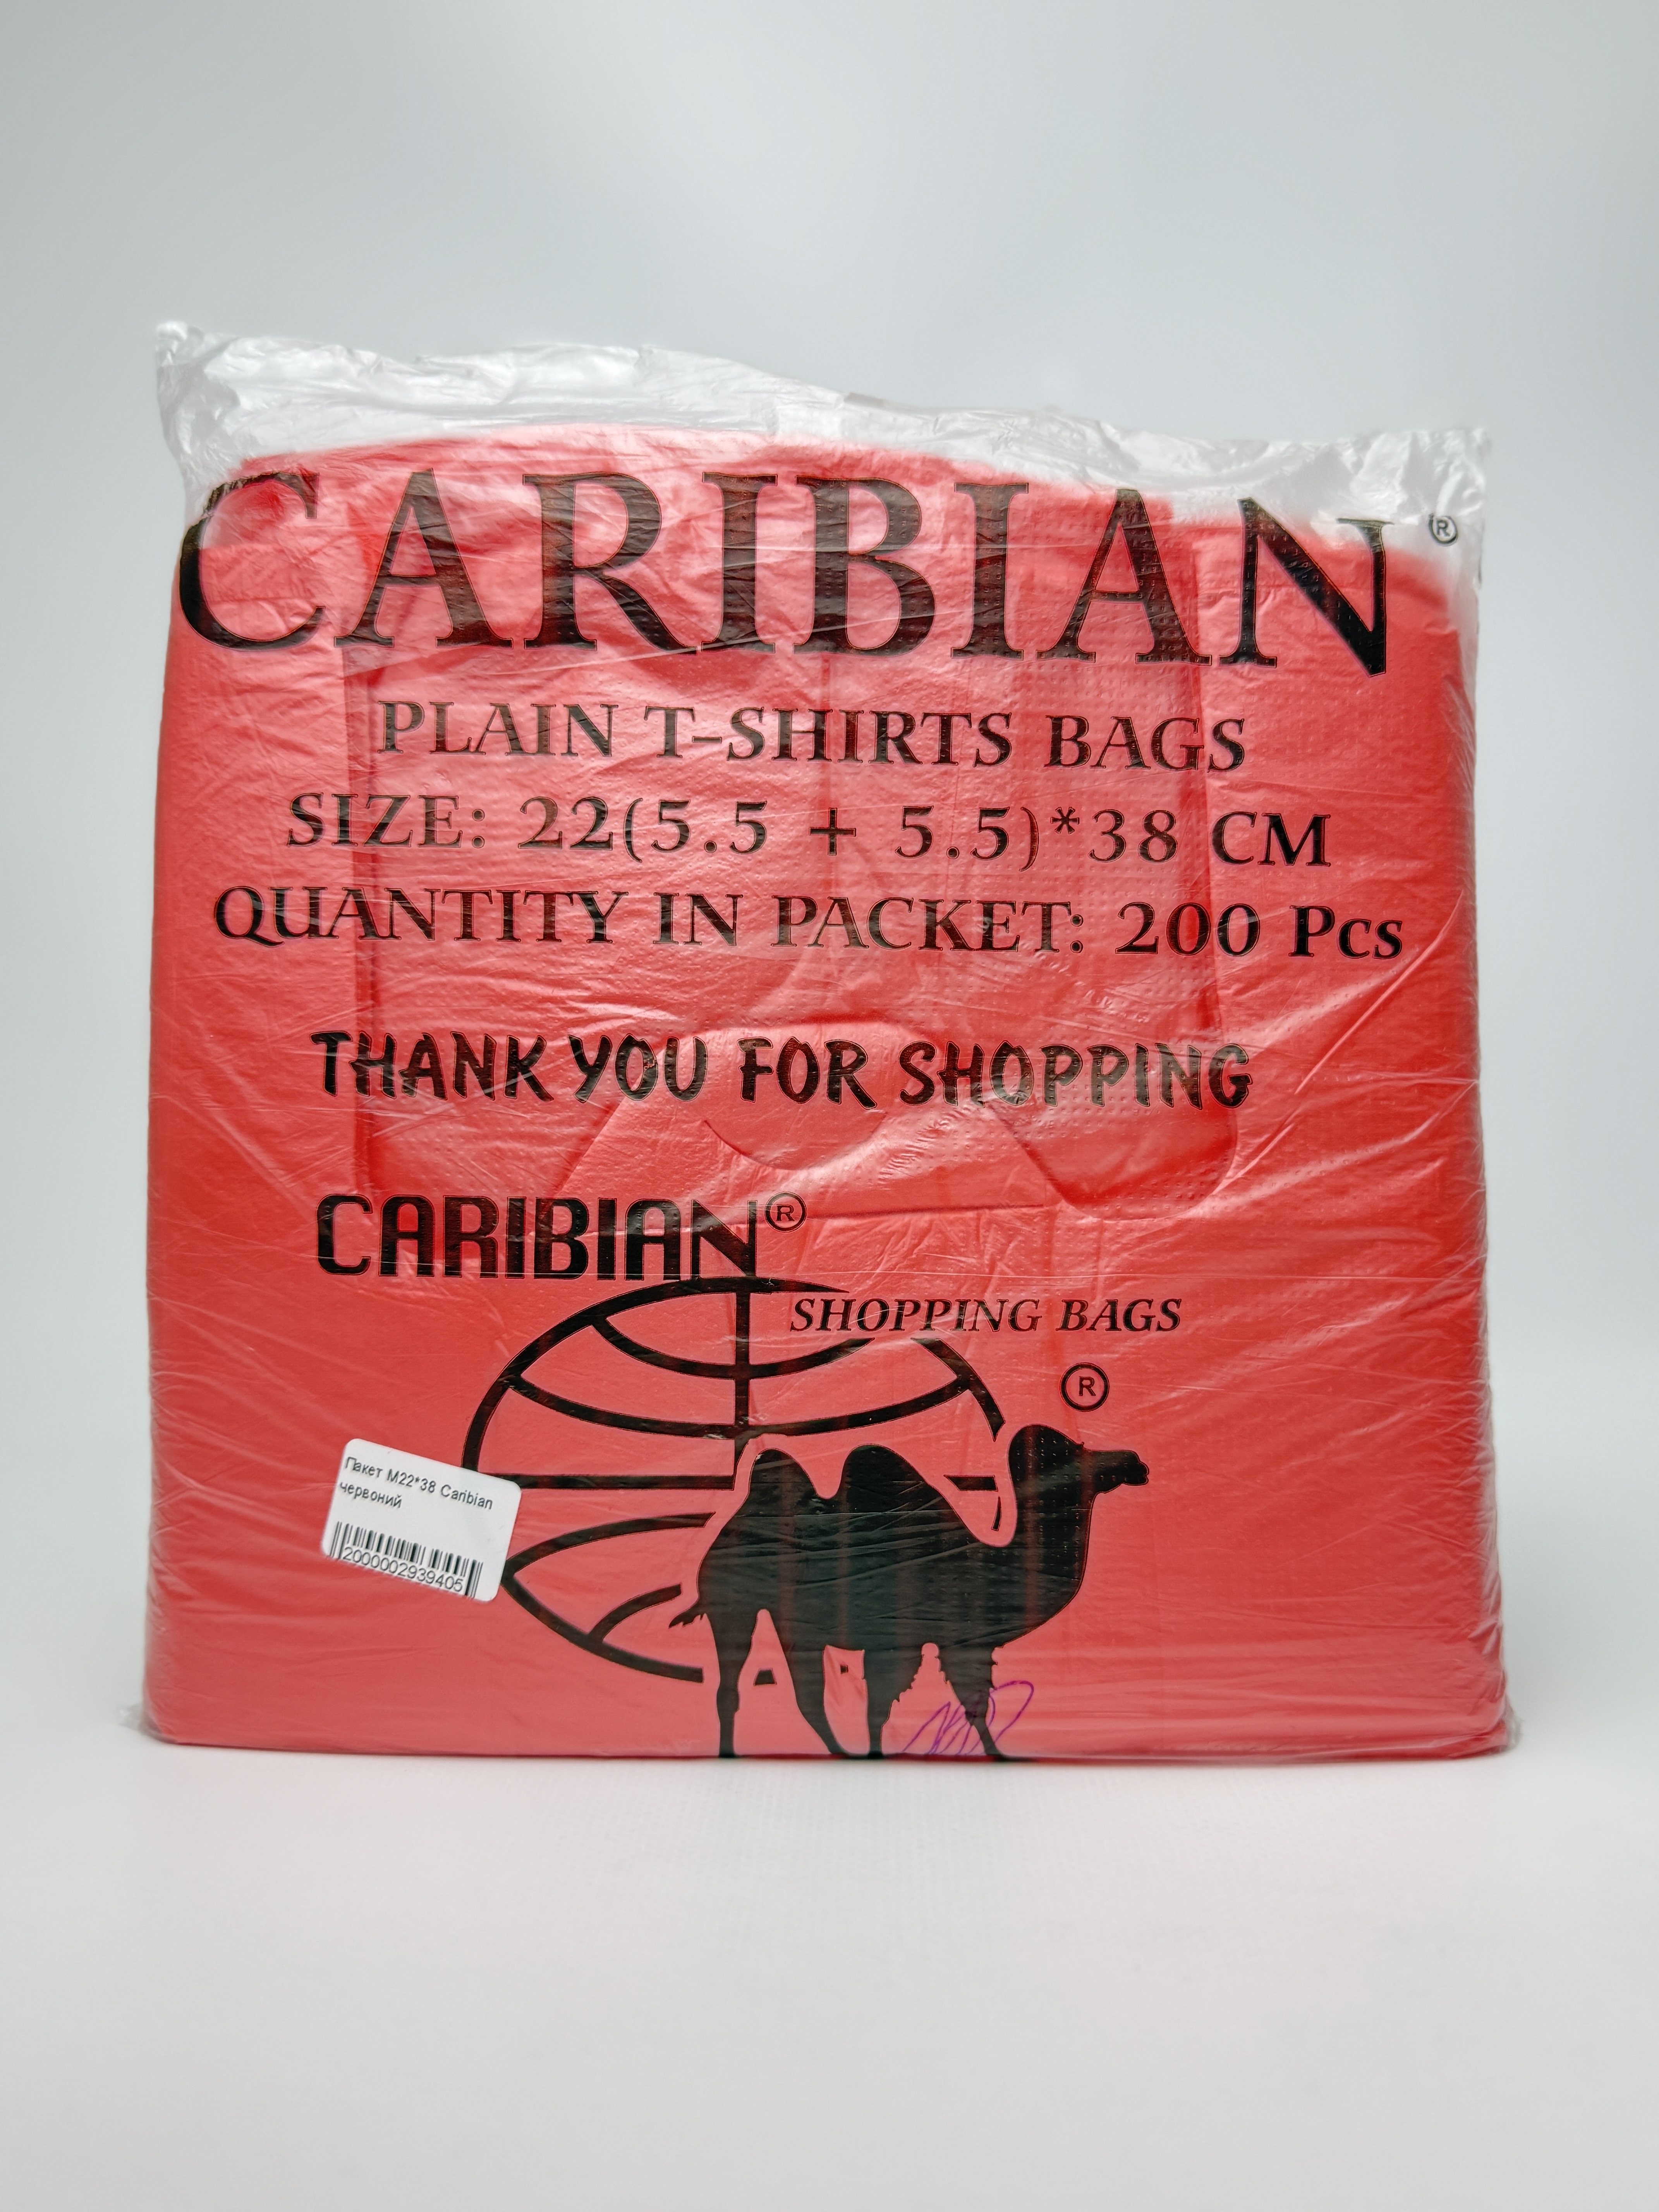 CARIBIAN ®
PLAIN T-SHIRTS BAGS
SIZE: 22(5.5 + 5.5)*38 CM
QUANTITY IN PACKET: 200 Pcs
THANK YOU FOR SHOPPING
CARIBIAN®
SHOPPING BAGS
®
Пакет М22*38 Caribian
червоний
2000002939405